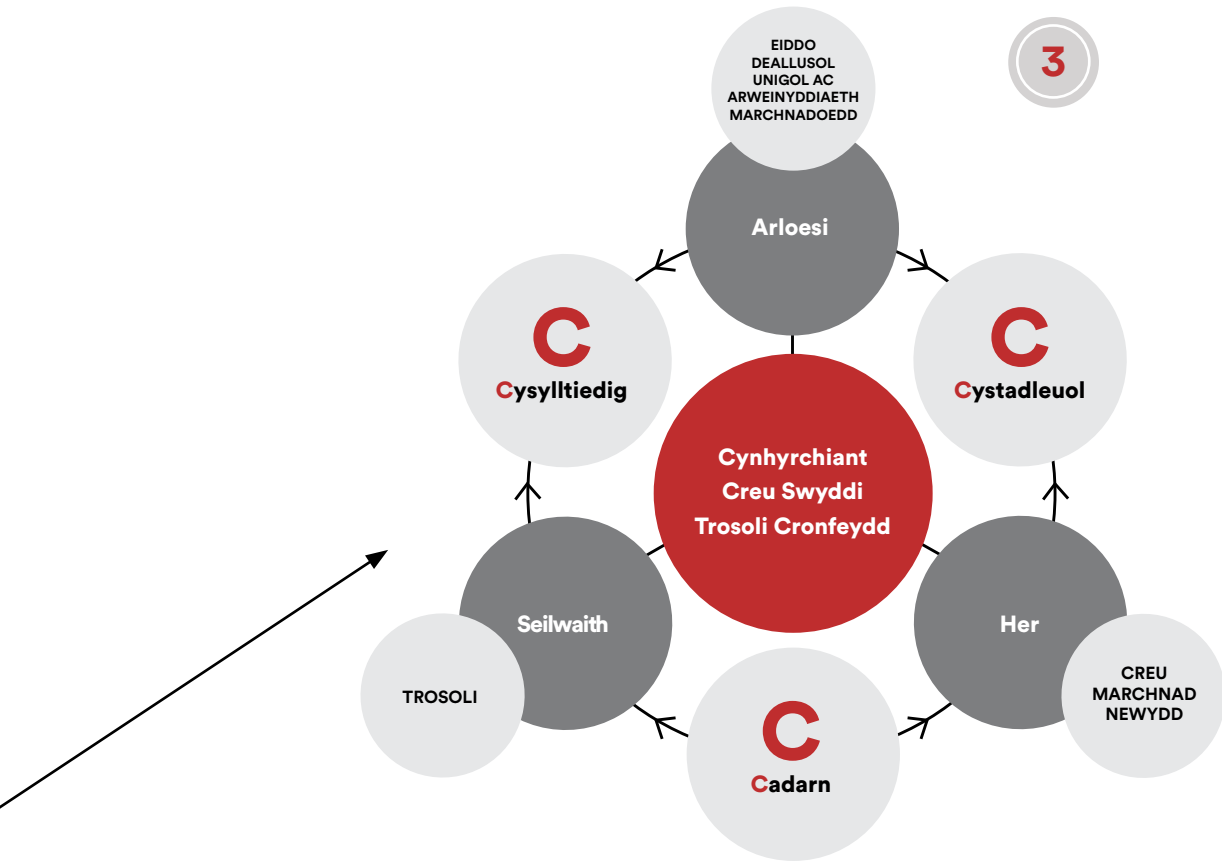 EIDDO
DEALLUSOL
UNIGOL AC
ARWEINYDDIAETH
MARCHNADOEDD
3
Arloesi
C
Cysylltiedig
C
Cystadleuol
Cynhyrchiant
Creu Swyddi
Trosoli Cronfeydd
Seilwaith
Her
TROSOLI
CREU
MARCHNAD
NEWYDD
C
Cadarn